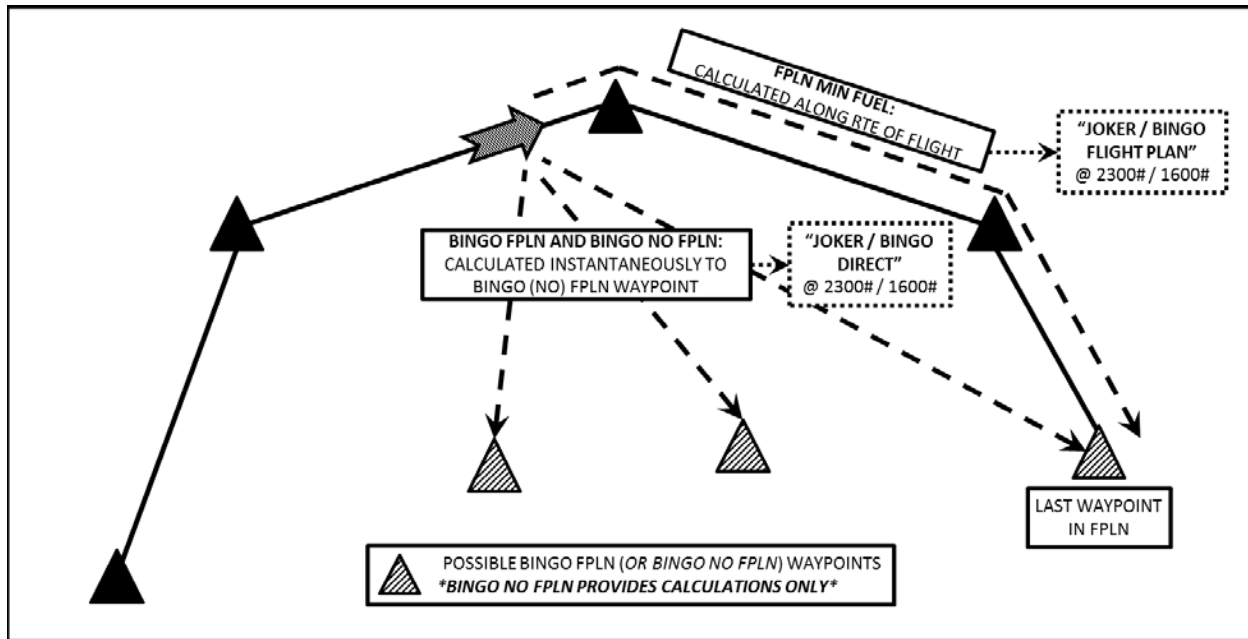 FPLN MIN FUEL:
CALCULATED ALONG RTE OF FLIGHT
"JOKER / BINGO
FLIGHT PLAN"
@ 2300# / 1600#
BINGO FPLN AND BINGO NO FPLN:
CALCULATED INSTANTANEOUSLY TO
BINGO (NO) FPLN WAYPOINT
"JOKER / BINGO
DIRECT"
@ 2300# / 1600#
LAST WAYPOINT
IN FPLN
POSSIBLE BINGO FPLN (OR BINGO NO FPLN) WAYPOINTS
*BINGO NO FPLN PROVIDES CALCULATIONS ONLY*